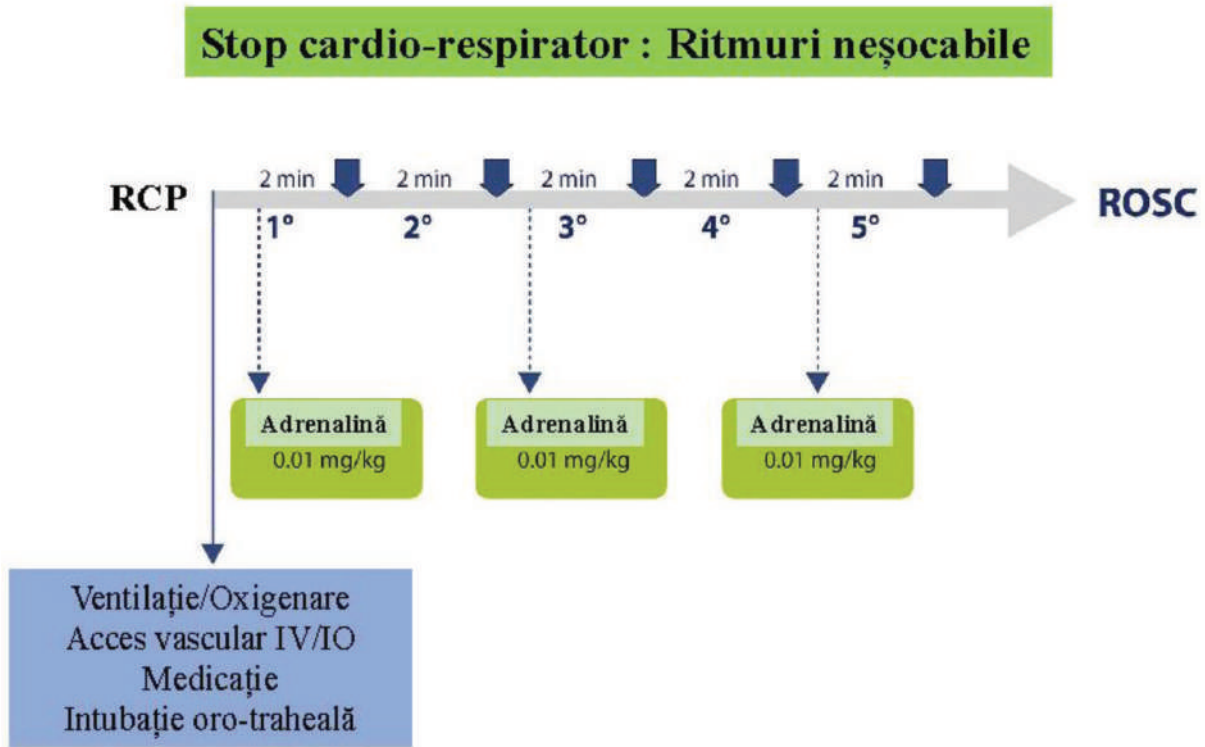 Stop cardio-respirator : Ritmuri neșocabile
2 min 2 min 2 min 2 min 2 min
RCP
ROSC
1° 2° 3° 4° 5°
Adrenalină
0.01 mg/kg
Adrenalină
0.01 mg/kg
Adrenalină
0.01 mg/kg
Ventilație/Oxigenare
Acces vascular IV/IO
Medicație
Intubație oro-traheală